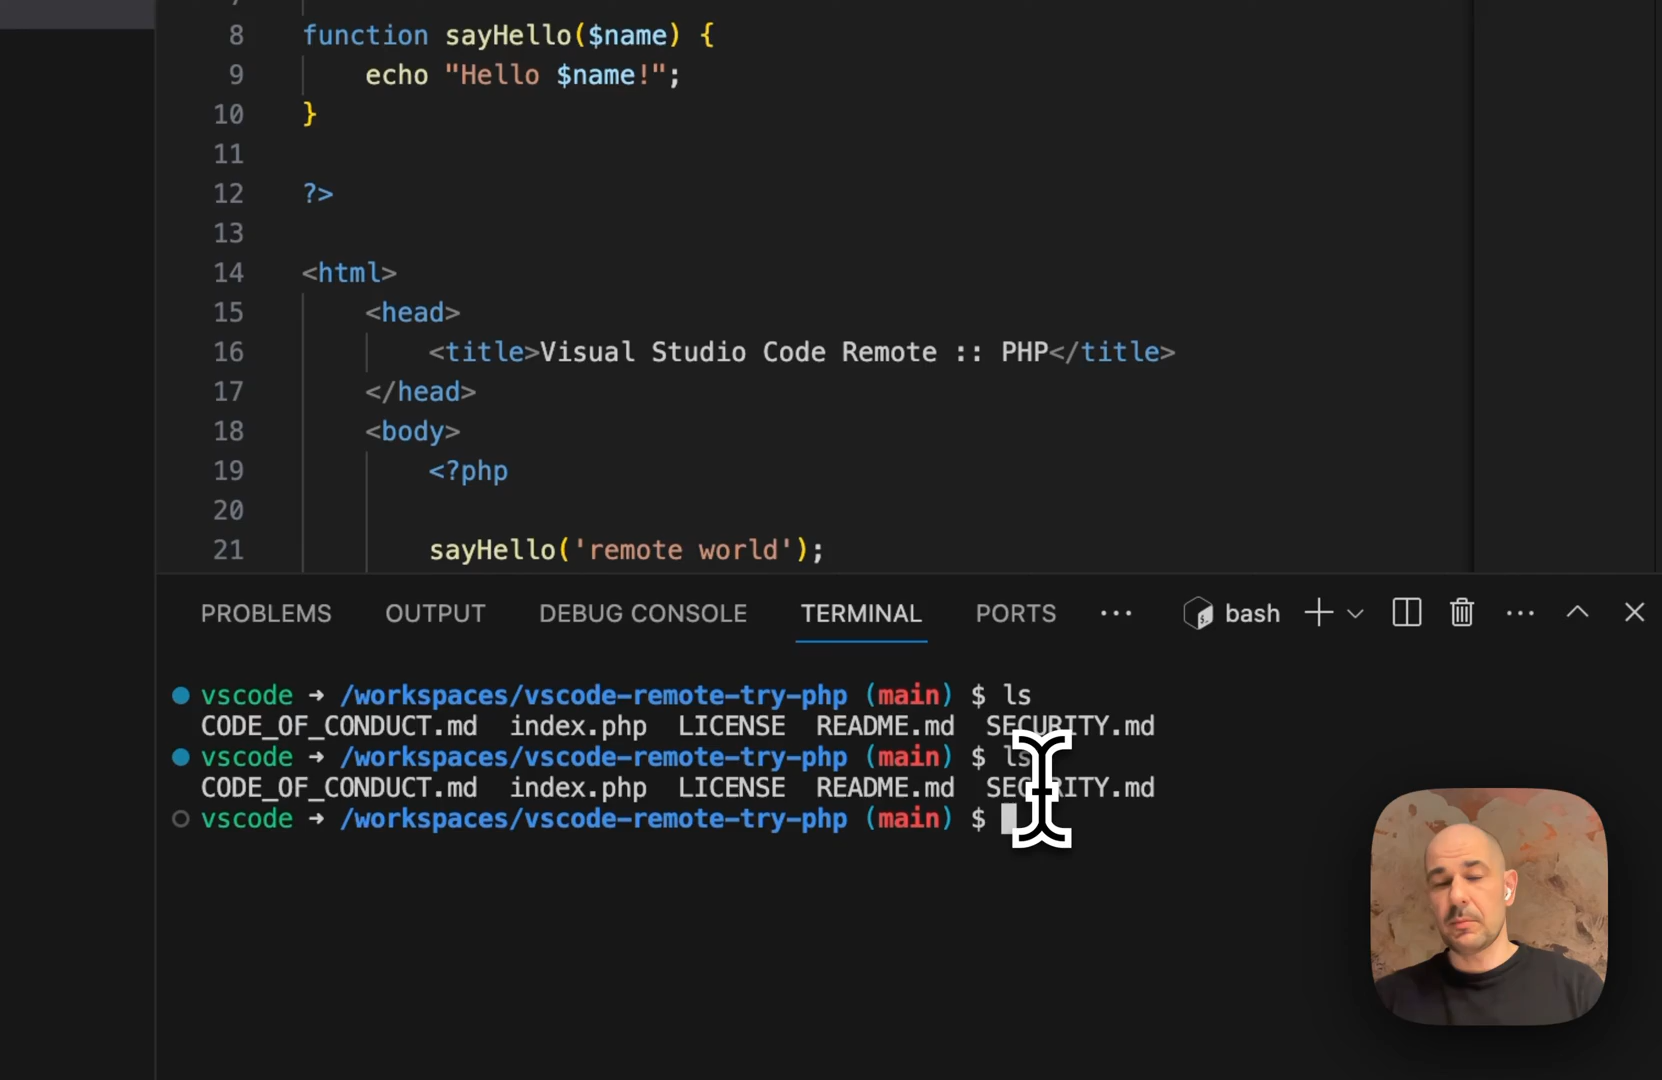 8 function sayHello($name) {
9 echo "Hello $name!";
10 }
11
12 ?>
13
14 <html>
15 <head>
16 <title>Visual Studio Code Remote :: PHP</title>
17 </head>
18 <body>
19 <?php
20
21 sayHello('remote world');
PROBLEMS OUTPUT DEBUG CONSOLE TERMINAL PORTS ··· bash
vscode → /workspaces/vscode-remote-try-php (main) $ ls
CODE_OF_CONDUCT.md index.php LICENSE README.md SECURITY.md
vscode → /workspaces/vscode-remote-try-php (main) $ ls
CODE_OF_CONDUCT.md index.php LICENSE README.md SECURITY.md
vscode → /workspaces/vscode-remote-try-php (main) $